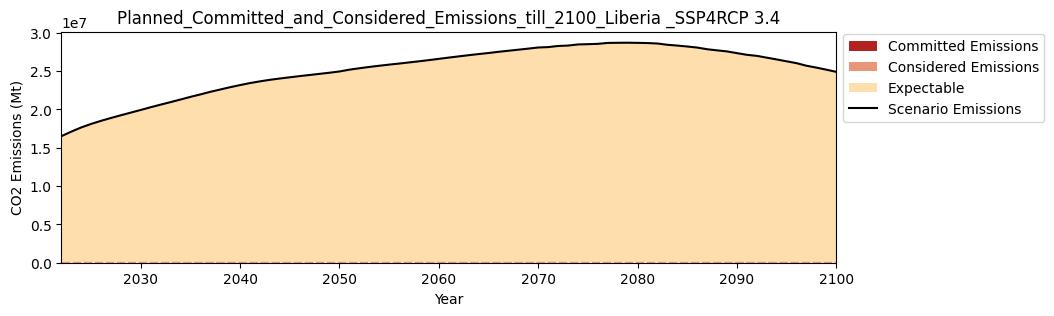 Planned_Committed_and_Considered_Emissions_till_2100_Liberia _SSP4RCP 3.4
1e7
3.0
2.5
2.0
1.5
1.0
0.5
0.0
CO2 Emissions (Mt)
2030
2040
2050
2060
2070
2080
2090
2100
Year
Committed Emissions
Considered Emissions
Expectable
Scenario Emissions